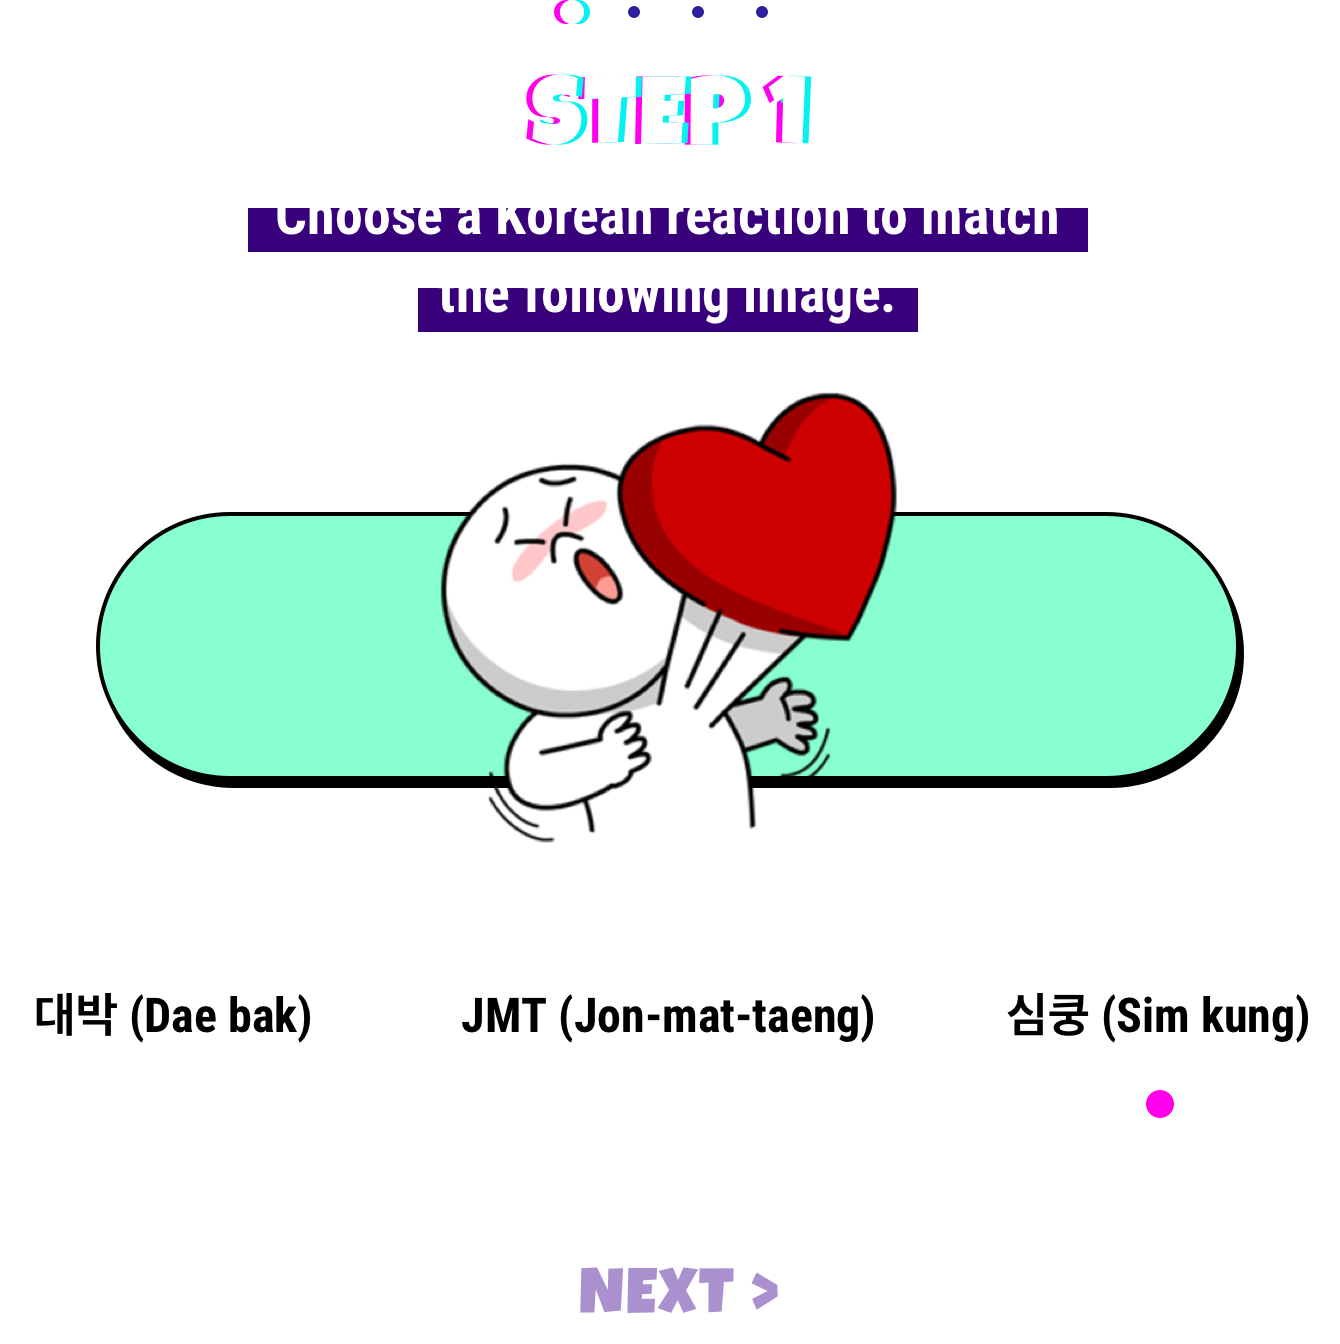 STEP 1
Choose a Korean reaction to match
the following image.
대박 (Dae bak)
JMT (Jon-mat-taeng)
심쿵 (Sim kung)
NEXT >